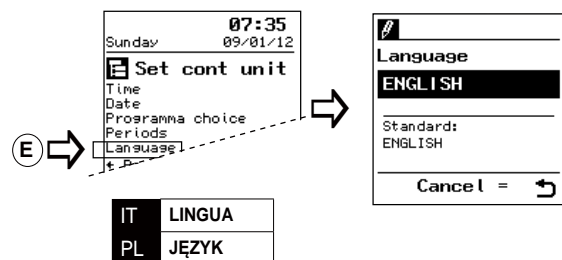 07:35
Sunday 09/01/12
Set cont unit
Time
Date
Programma choice
Periods
Language
E
Language
ENGLISH
Standard:
ENGLISH
Cancel =
IT LINGUA
PL JĘZYK